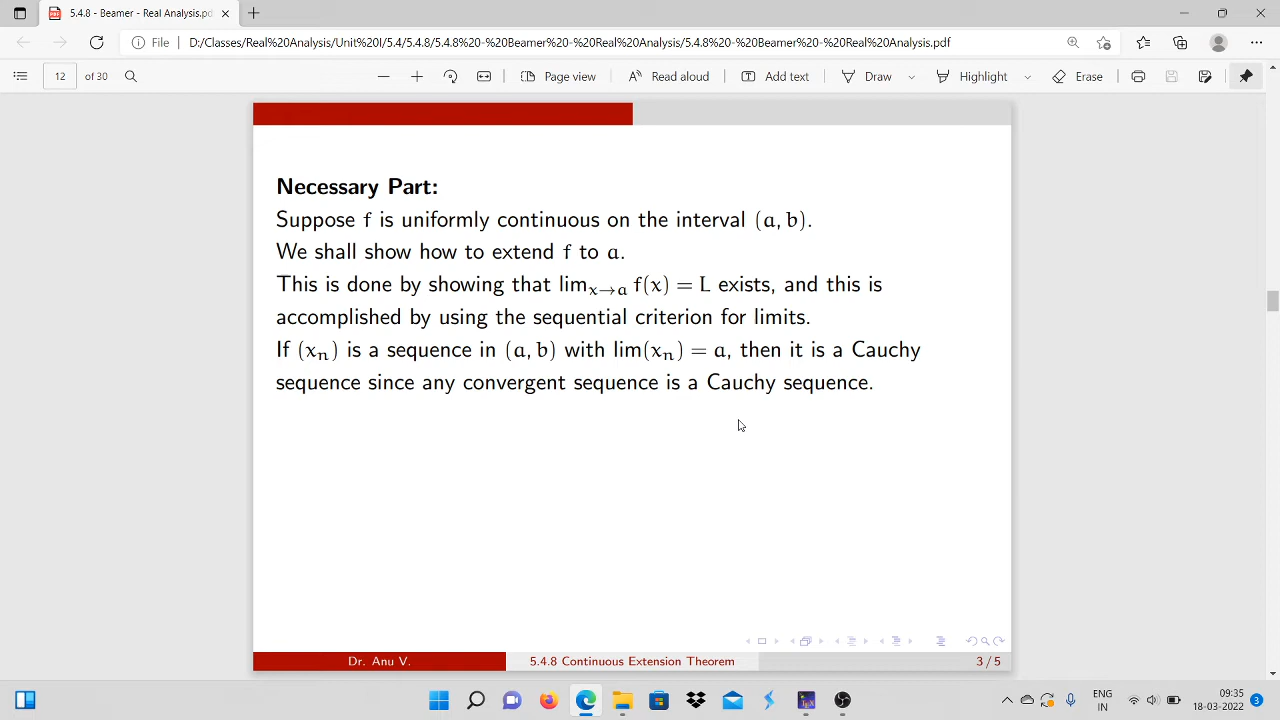 5.4.8 - Beamer - Real Analysis.pd
File
D:/Classes/Real%20Analysis/Unit%20I/5.4/5.4.8/5.4.8%20-%20Beamer%20-%20Real%20Analysis/5.4.8%20-%20Beamer%20-%20Real%20Analysis.pdf
12 of 30
Page view
Read aloud
Add text
Draw
Highlight
Erase
Necessary Part:
Suppose f is uniformly continuous on the interval (a, b).
We shall show how to extend f to a.
This is done by showing that lim_{x→a} f(x) = L exists, and this is
accomplished by using the sequential criterion for limits.
If (x_n) is a sequence in (a, b) with lim(x_n) = a, then it is a Cauchy
sequence since any convergent sequence is a Cauchy sequence.
Dr. Anu V.
5.4.8 Continuous Extension Theorem
3 / 5
ENG
IN
09:35
18-03-2022
3